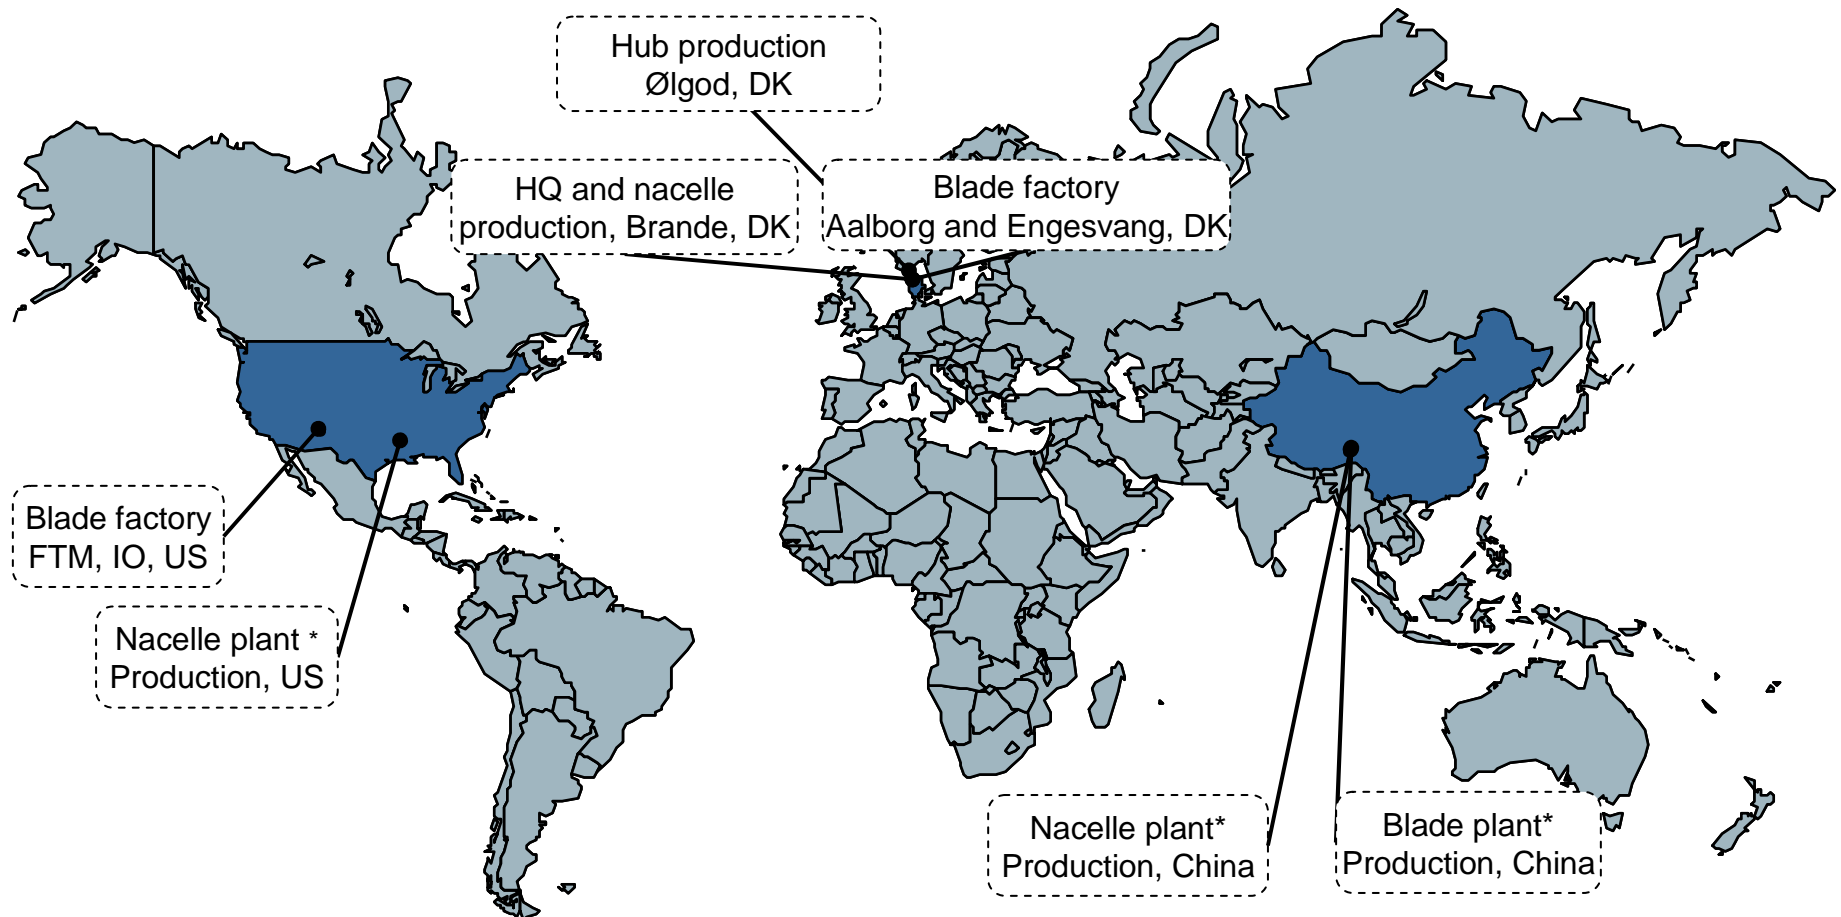 Hub production
Ølgod, DK
HQ and nacelle
production, Brande, DK
Blade factory
Aalborg and Engesvang, DK
Blade factory
FTM, IO, US
Nacelle plant *
Production, US
Nacelle plant*
Production, China
Blade plant*
Production, China